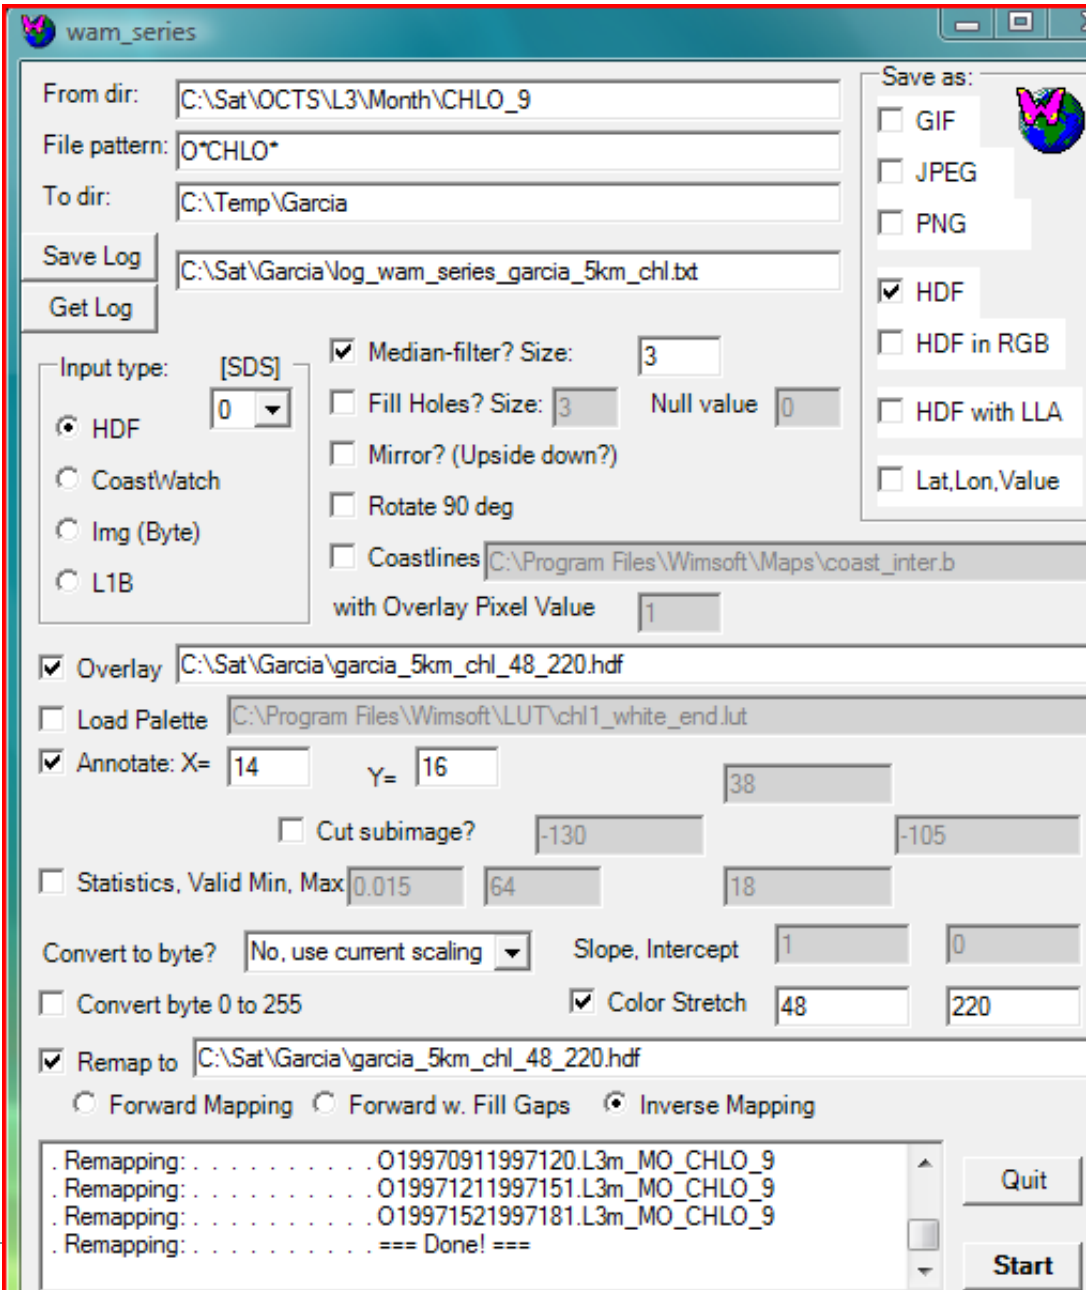 wam_series
From dir: C:\Sat\OCTS\L3\Month\CHLO_9
File pattern: O*CHLO*
To dir: C:\Temp\Garcia
Save Log
C:\Sat\Garcia\log_wam_series_garcia_5km_chl.txt
Get Log
Save as:
GIF
JPEG
PNG
HDF
HDF in RGB
HDF with LLA
Lat,Lon,Value
Input type: [SDS]
0
HDF
CoastWatch
Img (Byte)
L1B
Median-filter? Size: 3
Fill Holes? Size: 3 Null value 0
Mirror? (Upside down?)
Rotate 90 deg
Coastlines C:\Program Files\Wimsoft\Maps\coast_inter.b
with Overlay Pixel Value 1
Overlay C:\Sat\Garcia\garcia_5km_chl_48_220.hdf
Load Palette C:\Program Files\Wimsoft\LUT\chl1_white_end.lut
Annotate: X= 14 Y= 16
38
Cut subimage? -130 -105
Statistics, Valid Min, Max 0.015 64 18
Convert to byte? No, use current scaling Slope, Intercept 1 0
Convert byte 0 to 255 Color Stretch 48 220
Remap to C:\Sat\Garcia\garcia_5km_chl_48_220.hdf
Forward Mapping Forward w. Fill Gaps Inverse Mapping
. Remapping: . . . . . . . . . . O19970911997120.L3m_MO_CHLO_9
. Remapping: . . . . . . . . . . O19971211997151.L3m_MO_CHLO_9
. Remapping: . . . . . . . . . . O19971521997181.L3m_MO_CHLO_9
. Remapping: . . . . . . . . . . === Done! ===
Quit
Start